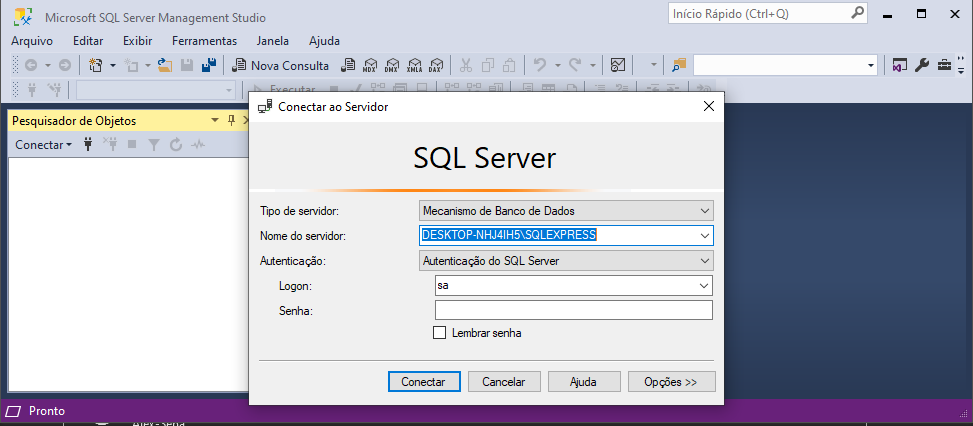 Microsoft SQL Server Management Studio
Início Rápido (Ctrl+Q)
Arquivo Editar Exibir Ferramentas Janela Ajuda
Nova Consulta MDX DMX XMLA DAX
Executar
Pesquisador de Objetos
Conectar
Conectar ao Servidor
SQL Server
Tipo de servidor: Mecanismo de Banco de Dados
Nome do servidor: DESKTOP-NHJ4IH5\SQLEXPRESS
Autenticação: Autenticação do SQL Server
Logon: sa
Senha:
Lembrar senha
Conectar Cancelar Ajuda Opções >>
Pronto